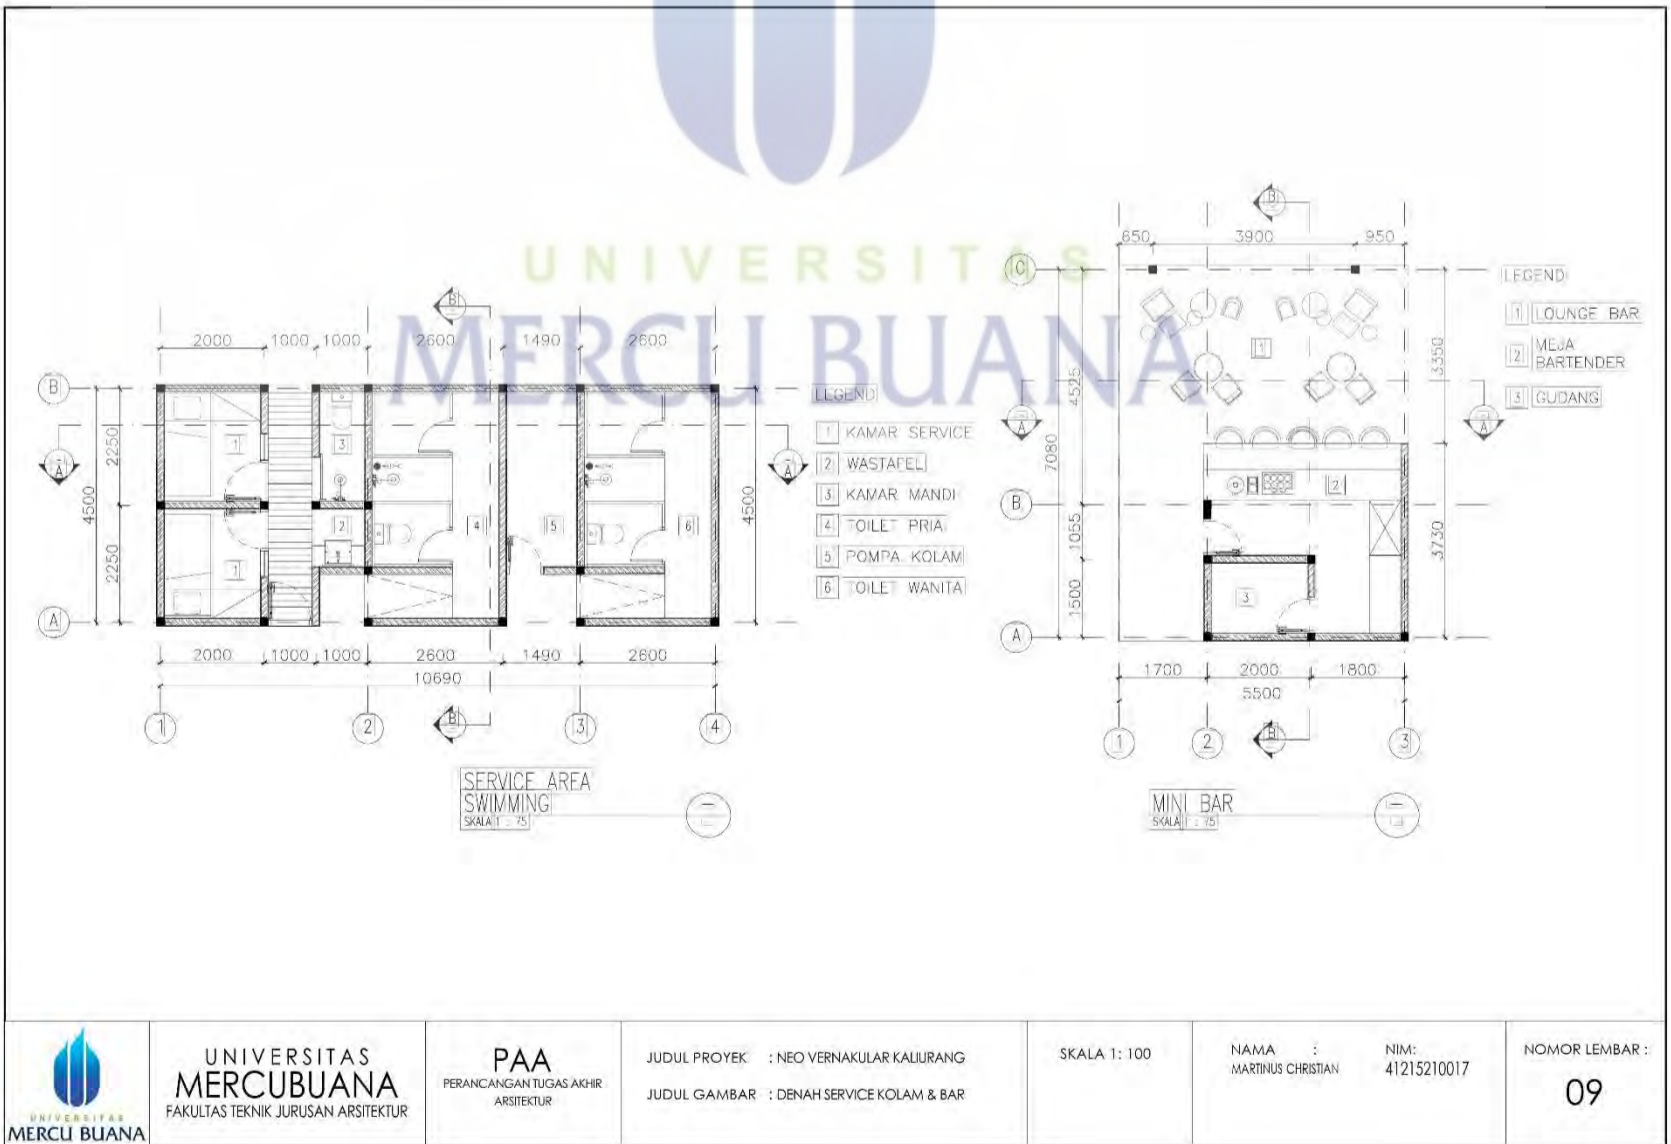 UNIVERSITAS
MERCU BUANA
B
2000 1000 1000 2600 1490 2600
B
4500
2250
2250
A
A
A
4500
1
1
3
2
4
5
6
2000 1000 1000 2600 1490 2600
10690
1 2 B 3 4
LEGEND
1 KAMAR SERVICE
2 WASTAFEL
3 KAMAR MANDI
4 TOILET PRIA
5 POMPA KOLAM
6 TOILET WANITA
SERVICE AREA
SWIMMING
SKALA 1 : 75
B
650 3900 950
C
7080
4525
1055
1500
3350
3730
A
A
B
A
1
2
3
1700 2000 1800
5500
1 2 B 3
LEGEND
1 LOUNGE BAR
2 MEJA
BARTENDER
3 GUDANG
MINI BAR
SKALA 1 : 75
UNIVERSITAS
MERCU BUANA
UNIVERSITAS
MERCUBUANA
FAKULTAS TEKNIK JURUSAN ARSITEKTUR
PAA
PERANCANGAN TUGAS AKHIR
ARSITEKTUR
JUDUL PROYEK : NEO VERNAKULAR KALIURANG
JUDUL GAMBAR : DENAH SERVICE KOLAM & BAR
SKALA 1: 100
NAMA :
MARTINUS CHRISTIAN
NIM:
41215210017
NOMOR LEMBAR :
09